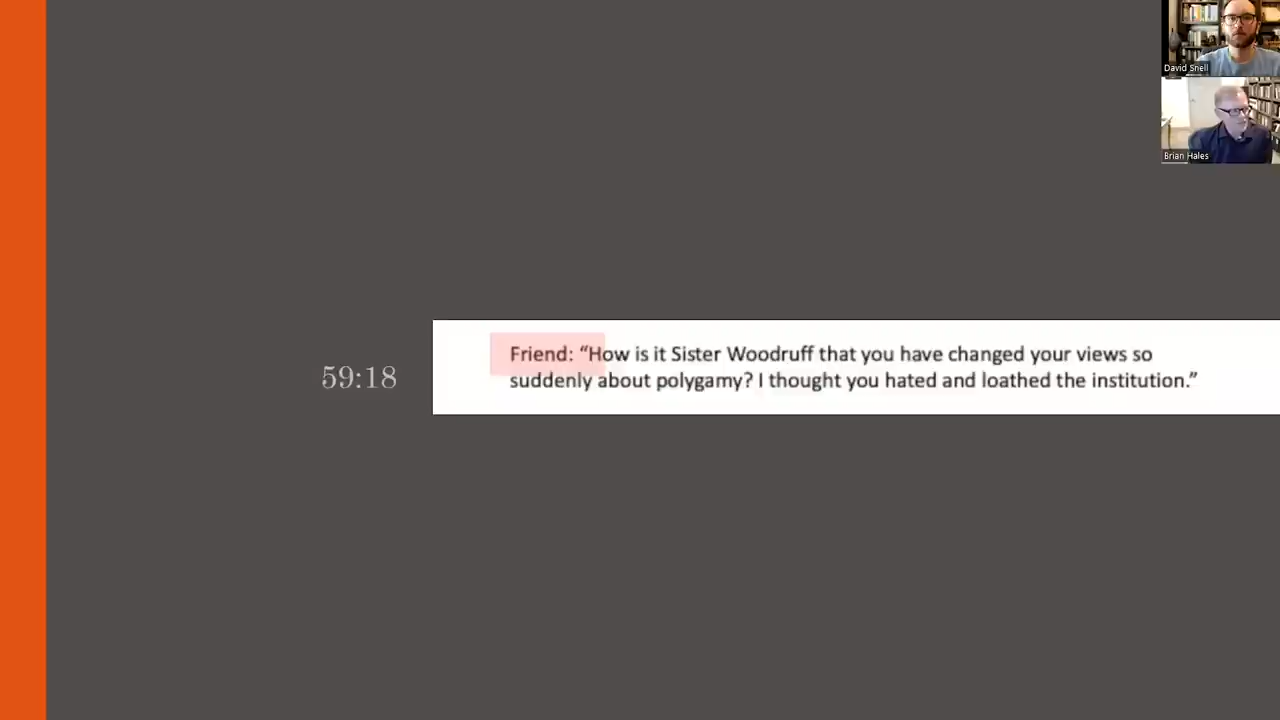 David Snell
Brian Hales
Friend: “How is it Sister Woodruff that you have changed your views so
59:18
suddenly about polygamy? I thought you hated and loathed the institution.”